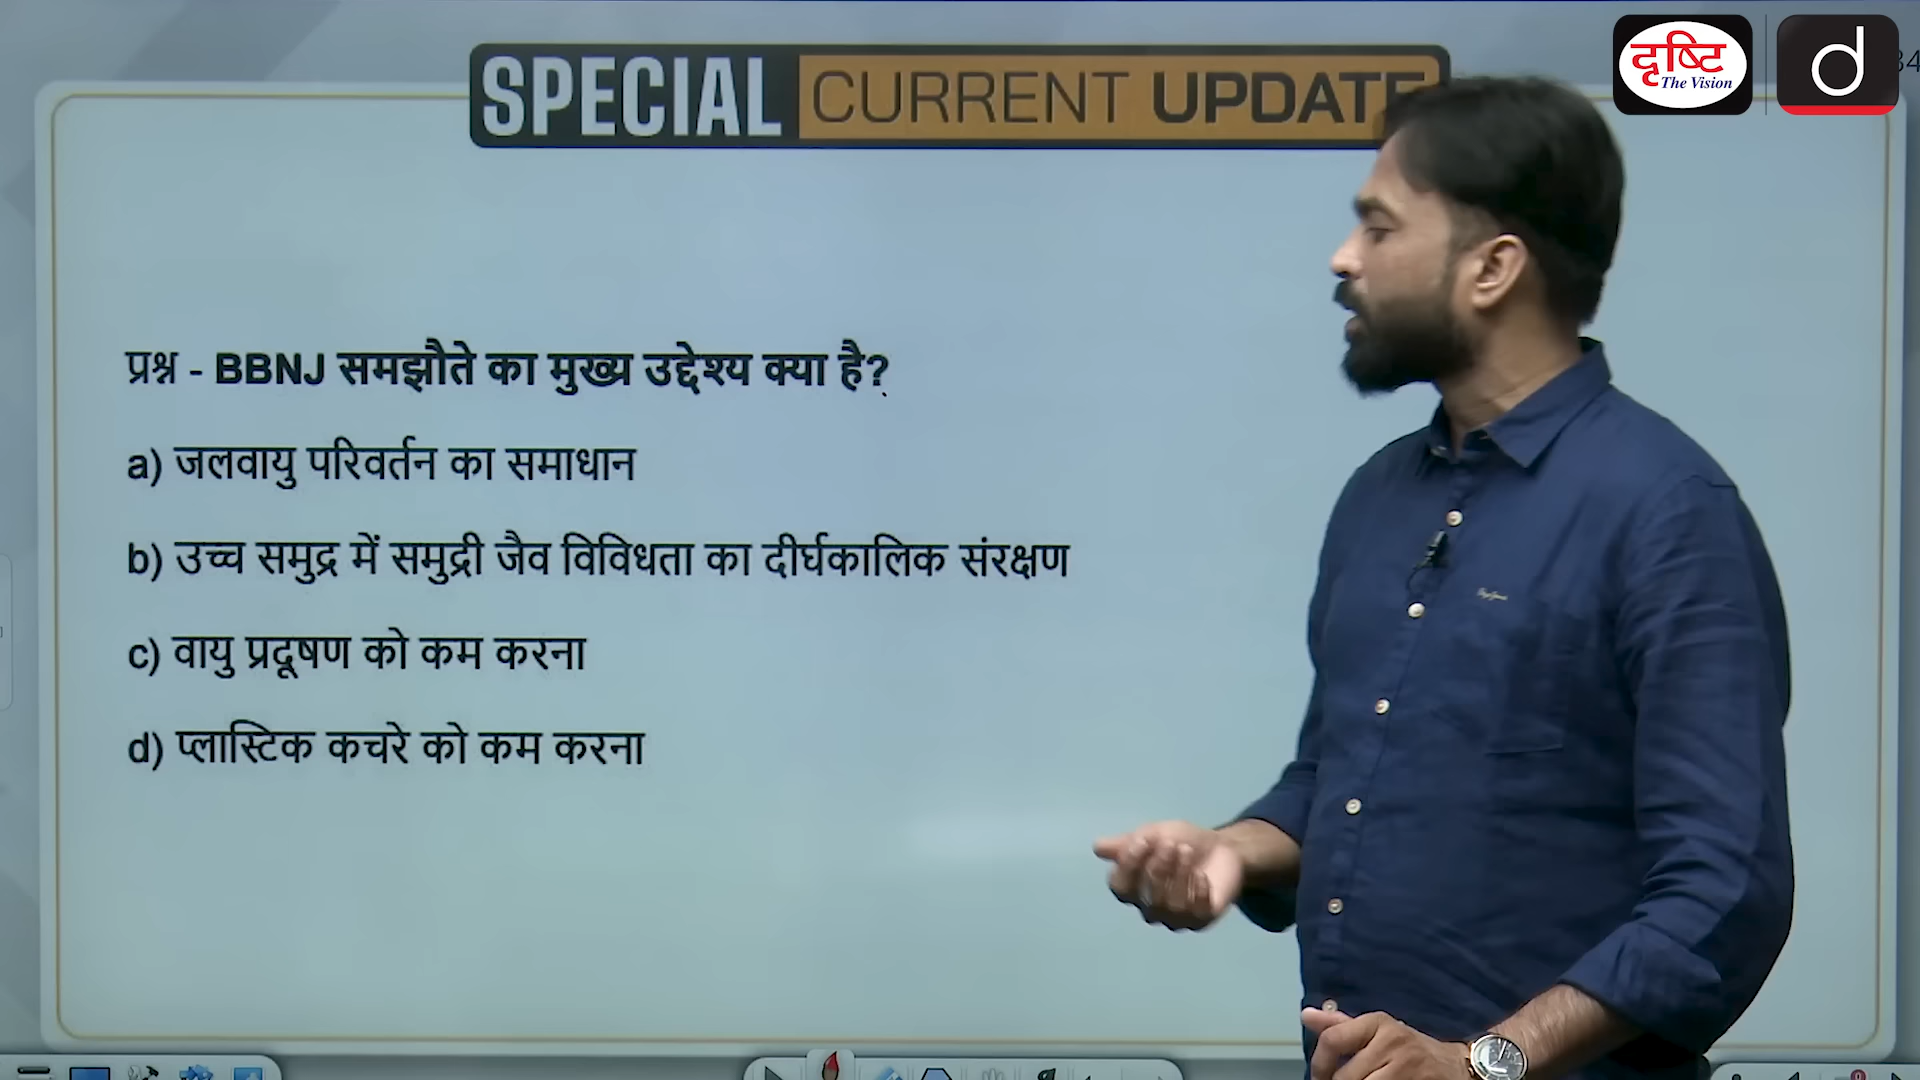 SPECIAL CURRENT UPDATE
दृष्टि
The Vision
d
34
प्रश्न - BBNJ समझौते का मुख्य उद्देश्य क्या है?
a) जलवायु परिवर्तन का समाधान
b) उच्च समुद्र में समुद्री जैव विविधता का दीर्घकालिक संरक्षण
c) वायु प्रदूषण को कम करना
d) प्लास्टिक कचरे को कम करना